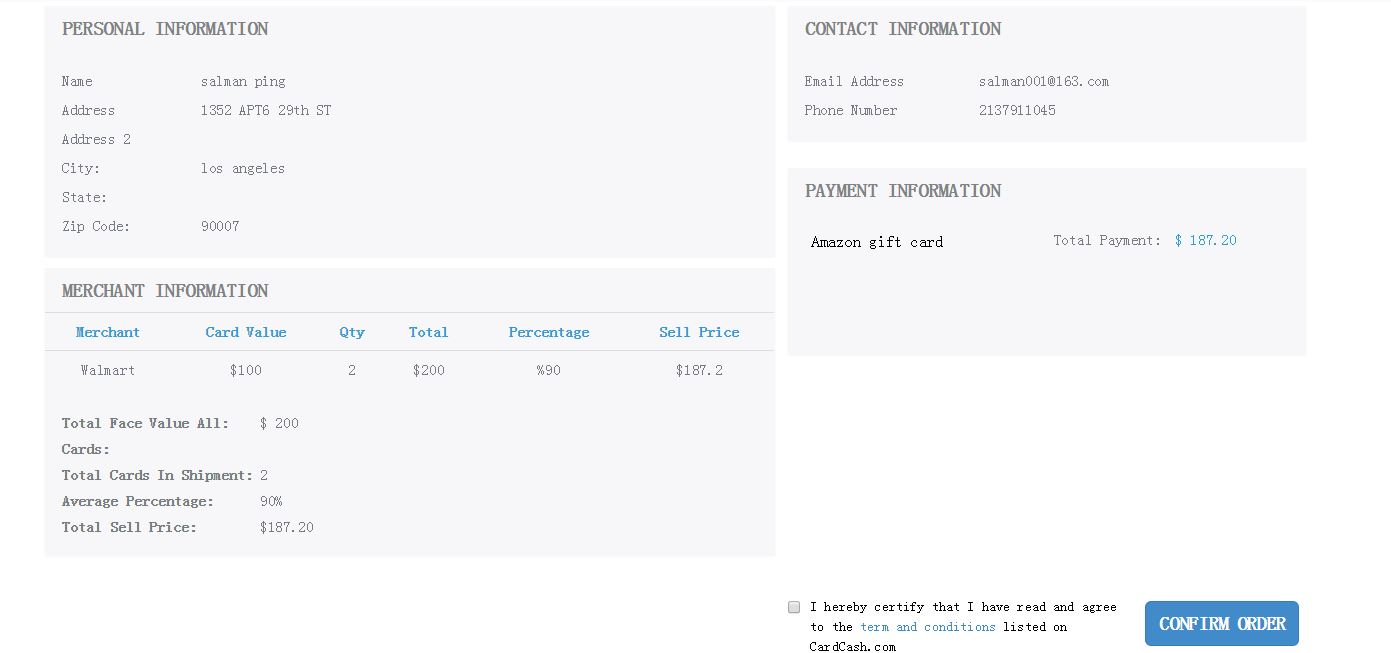 PERSONAL INFORMATION
Name salman ping
Address 1352 APT6 29th ST
Address 2
City: los angeles
State:
Zip Code: 90007
MERCHANT INFORMATION
Merchant Card Value Qty Total Percentage Sell Price
Walmart $100 2 $200 %90 $187.2
Total Face Value All: $ 200
Cards:
Total Cards In Shipment: 2
Average Percentage: 90%
Total Sell Price: $187.20
CONTACT INFORMATION
Email Address salman001@163.com
Phone Number 2137911045
PAYMENT INFORMATION
Amazon gift card Total Payment: $ 187.20
I hereby certify that I have read and agree
to the term and conditions listed on
CardCash.com
CONFIRM ORDER